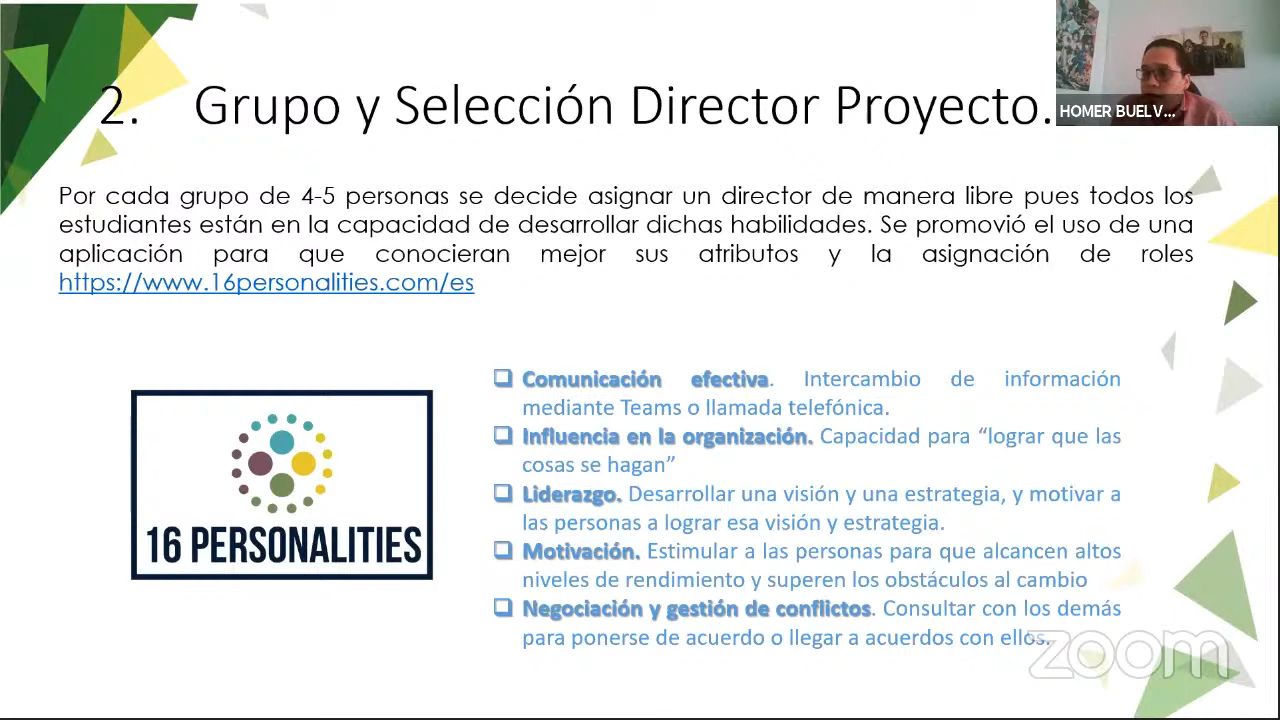 2. Grupo y Selección Director Proyecto.
HOMER BUELV...
Por cada grupo de 4-5 personas se decide asignar un director de manera libre pues todos los
estudiantes están en la capacidad de desarrollar dichas habilidades. Se promovió el uso de una
aplicación para que conocieran mejor sus atributos y la asignación de roles
https://www.16personalities.com/es
16 PERSONALITIES
Comunicación efectiva. Intercambio de información
mediante Teams o llamada telefónica.
Influencia en la organización. Capacidad para “lograr que las
cosas se hagan”
Liderazgo. Desarrollar una visión y una estrategia, y motivar a
las personas a lograr esa visión y estrategia.
Motivación. Estimular a las personas para que alcancen altos
niveles de rendimiento y superen los obstáculos al cambio
Negociación y gestión de conflictos. Consultar con los demás
para ponerse de acuerdo o llegar a acuerdos con ellos.
zoom